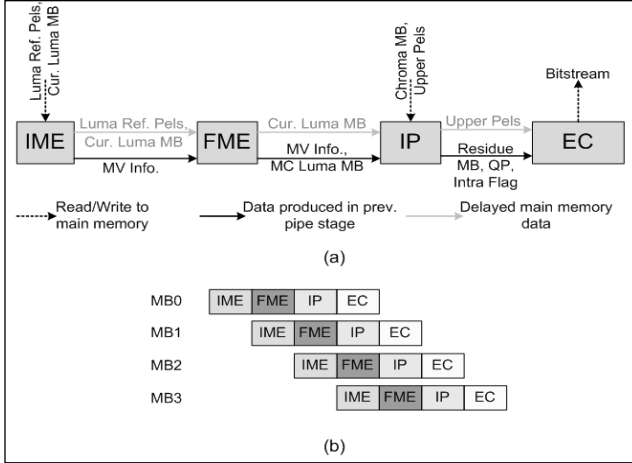 Luma Ref. Pels,
Cur. Luma MB
Chroma MB,
Upper Pels
Bitstream
IME
Luma Ref. Pels,
Cur. Luma MB
MV Info.
FME
Cur. Luma MB
MV Info.,
MC Luma MB
IP
Upper Pels
Residue
MB, QP,
Intra Flag
EC
Read/Write to
main memory
Data produced in prev.
pipe stage
Delayed main memory
data
(a)
MB0 IME FME IP EC
MB1 IME FME IP EC
MB2 IME FME IP EC
MB3 IME FME IP EC
(b)